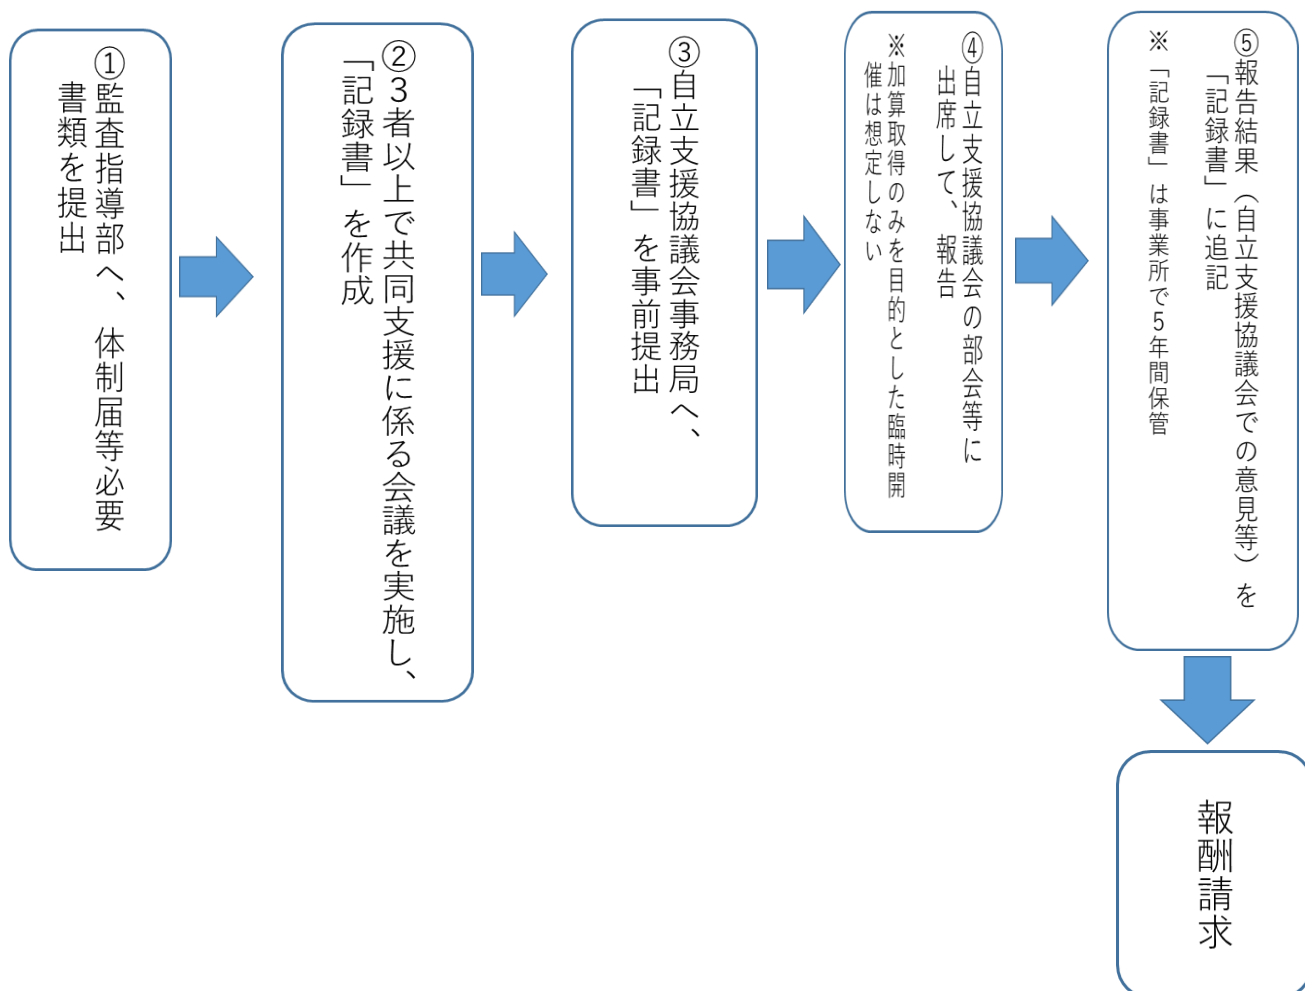 ①監査指導部へ、体制届等必要
書類を提出
②３者以上で共同支援に係る会議を実施し、
「記録書」を作成
③自立支援協議会事務局へ、
「記録書」を事前提出
④自立支援協議会の部会等に
出席して、報告
※加算取得のみを目的とした臨時開
催は想定しない
⑤報告結果（自立支援協議会での意見等）を
「記録書」に追記
※「記録書」は事業所で５年間保管
報酬請求